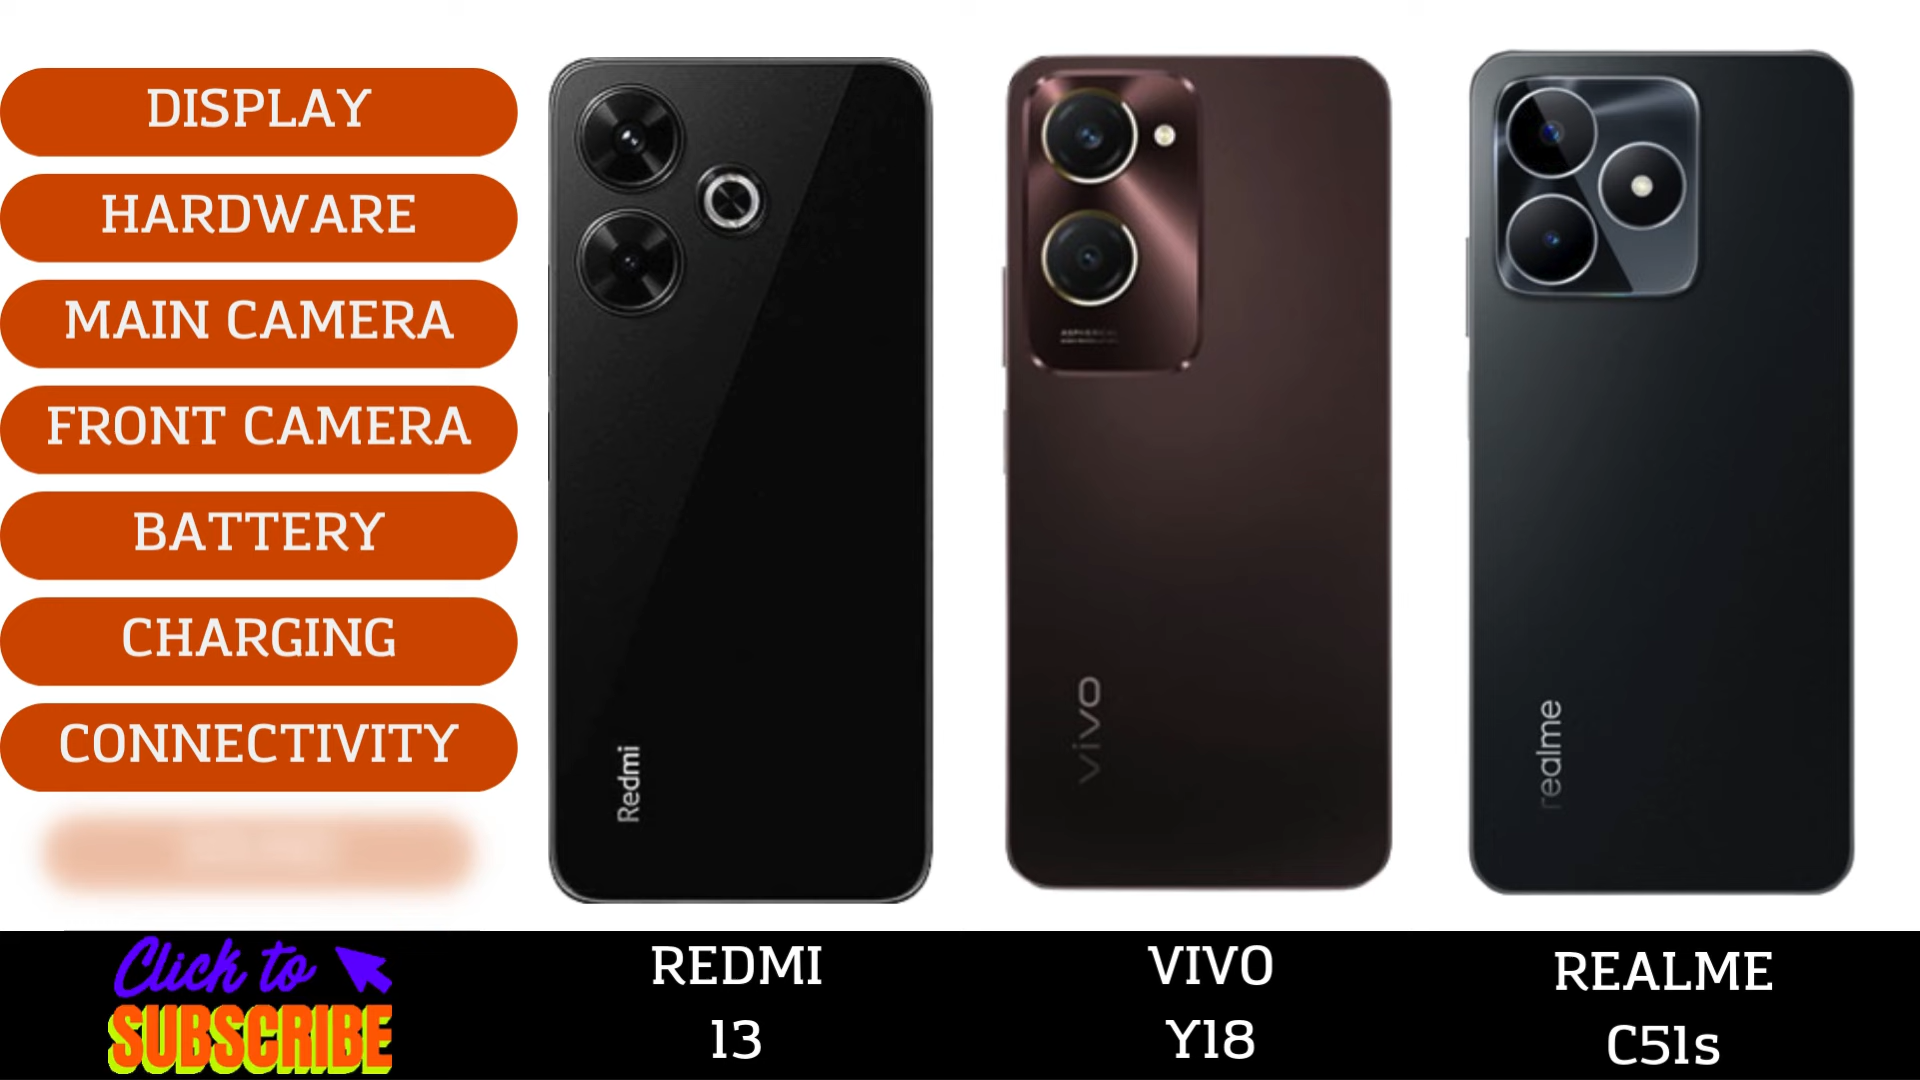 DISPLAY
HARDWARE
MAIN CAMERA
FRONT CAMERA
BATTERY
CHARGING
CONNECTIVITY
Redmi
vivo
realme
Click to
SUBSCRIBE
REDMI
13
VIVO
Y18
REALME
C51s